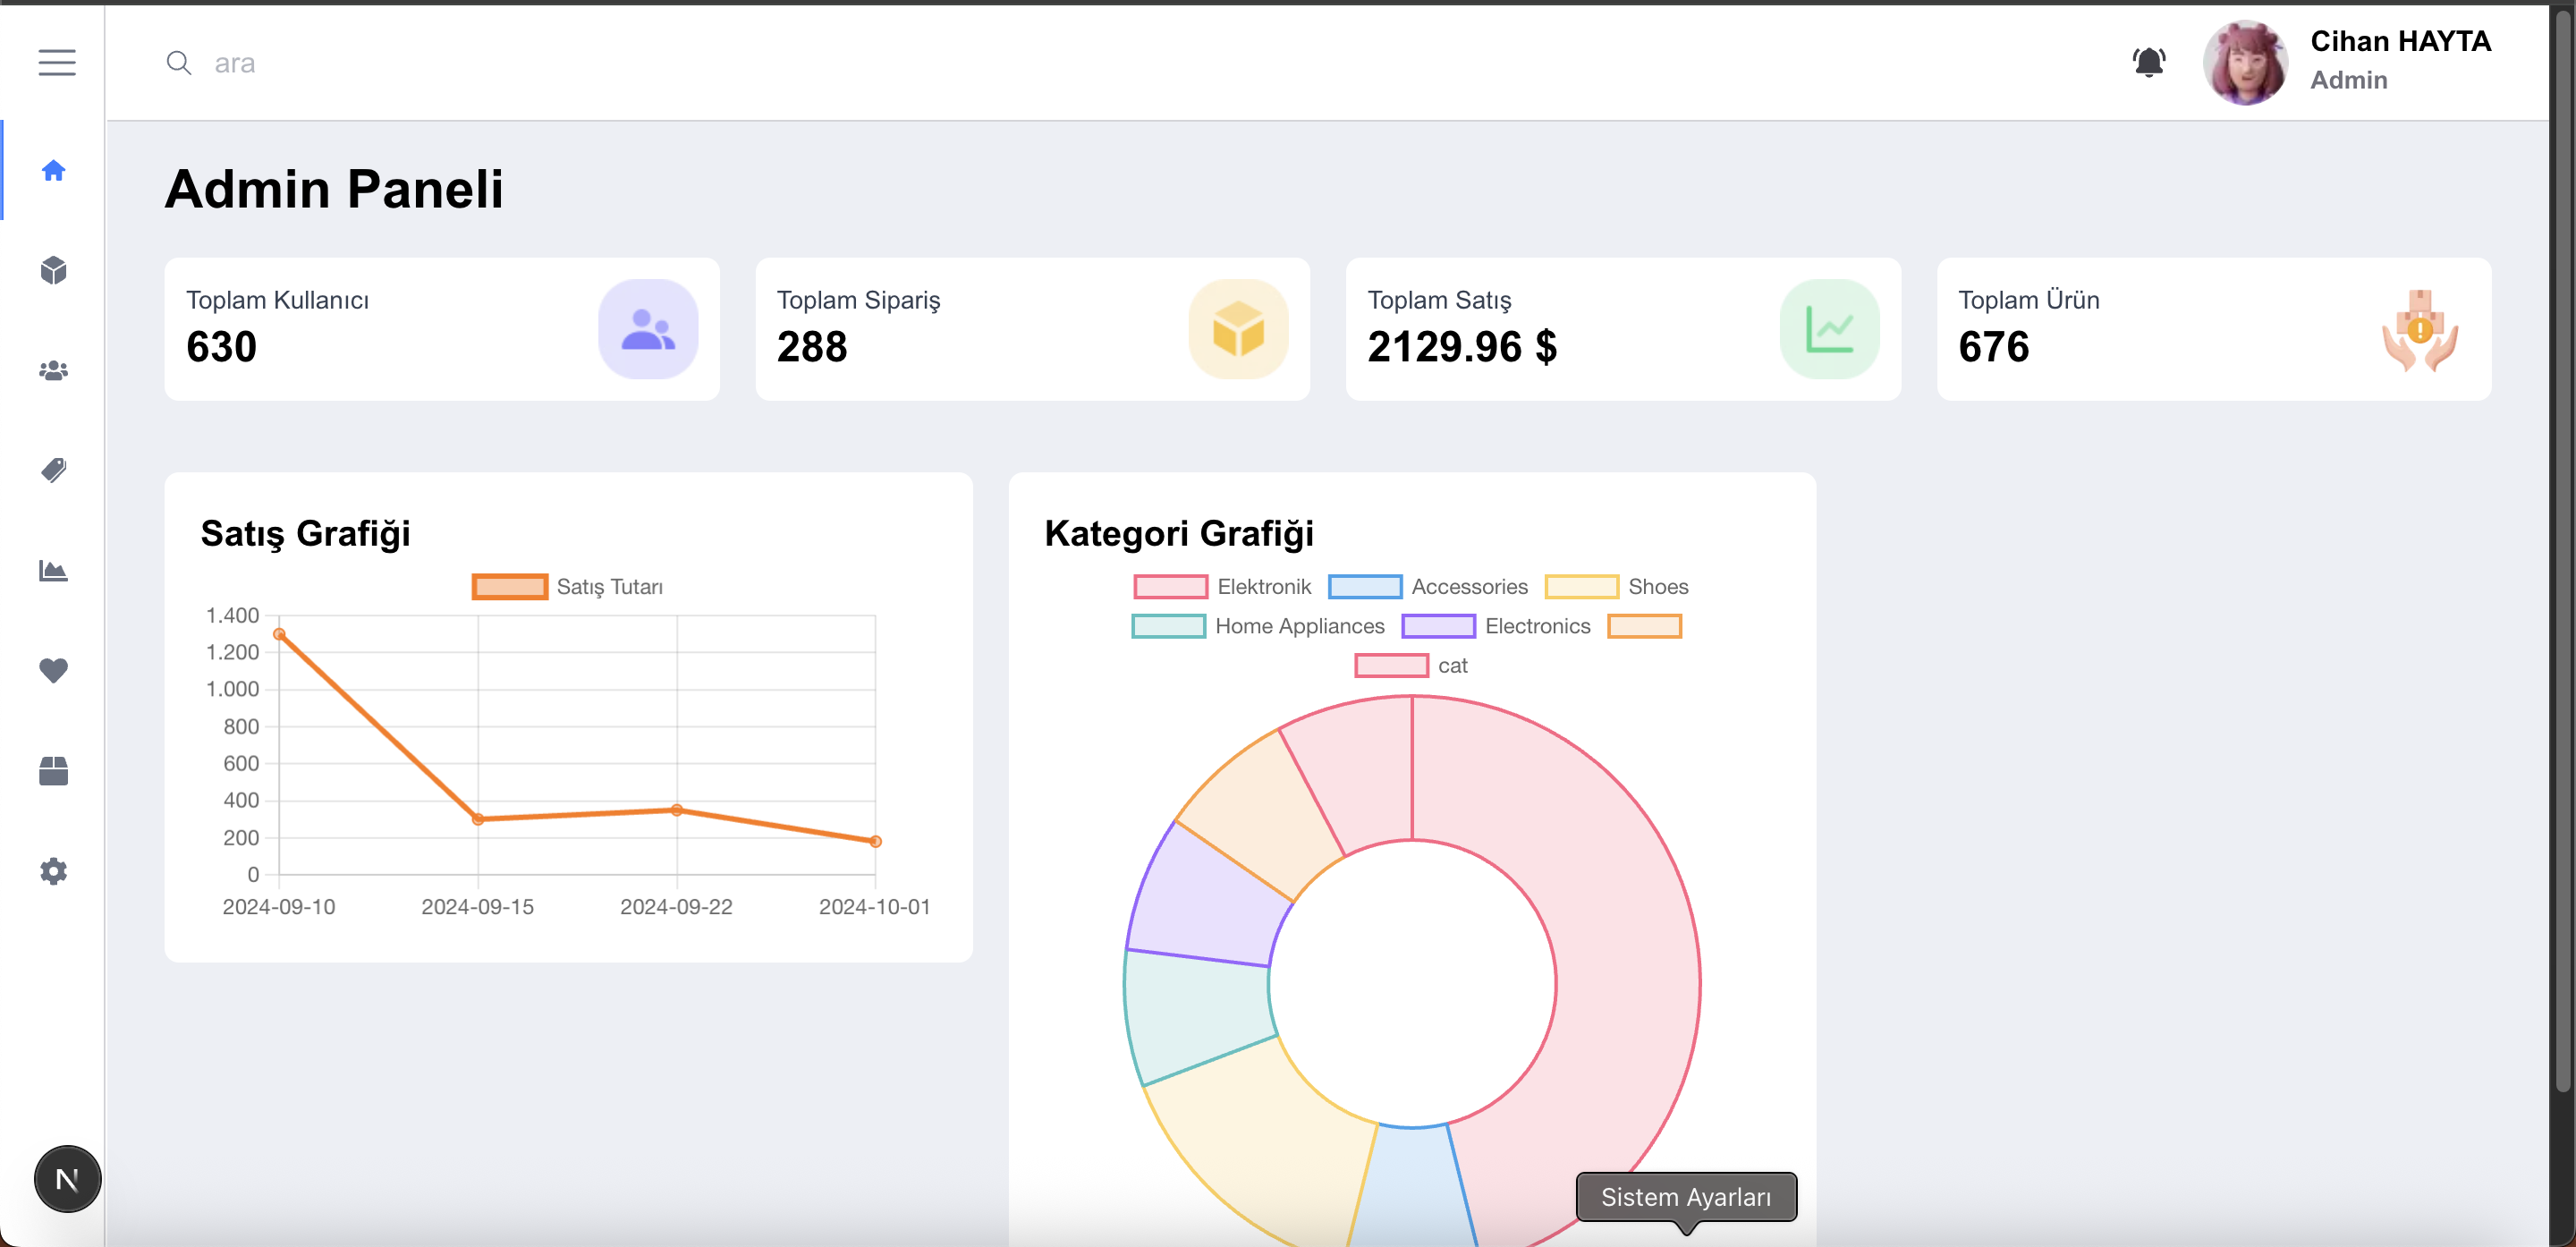 ara
Cihan HAYTA
Admin
Admin Paneli
Toplam Kullanıcı
630
Toplam Sipariş
288
Toplam Satış
2129.96 $
Toplam Ürün
676
Satış Grafiği
Satış Tutarı
1.400
1.200
1.000
800
600
400
200
0
2024-09-10 2024-09-15 2024-09-22 2024-10-01
Kategori Grafiği
Elektronik Accessories Shoes
Home Appliances Electronics
cat
N
Sistem Ayarları